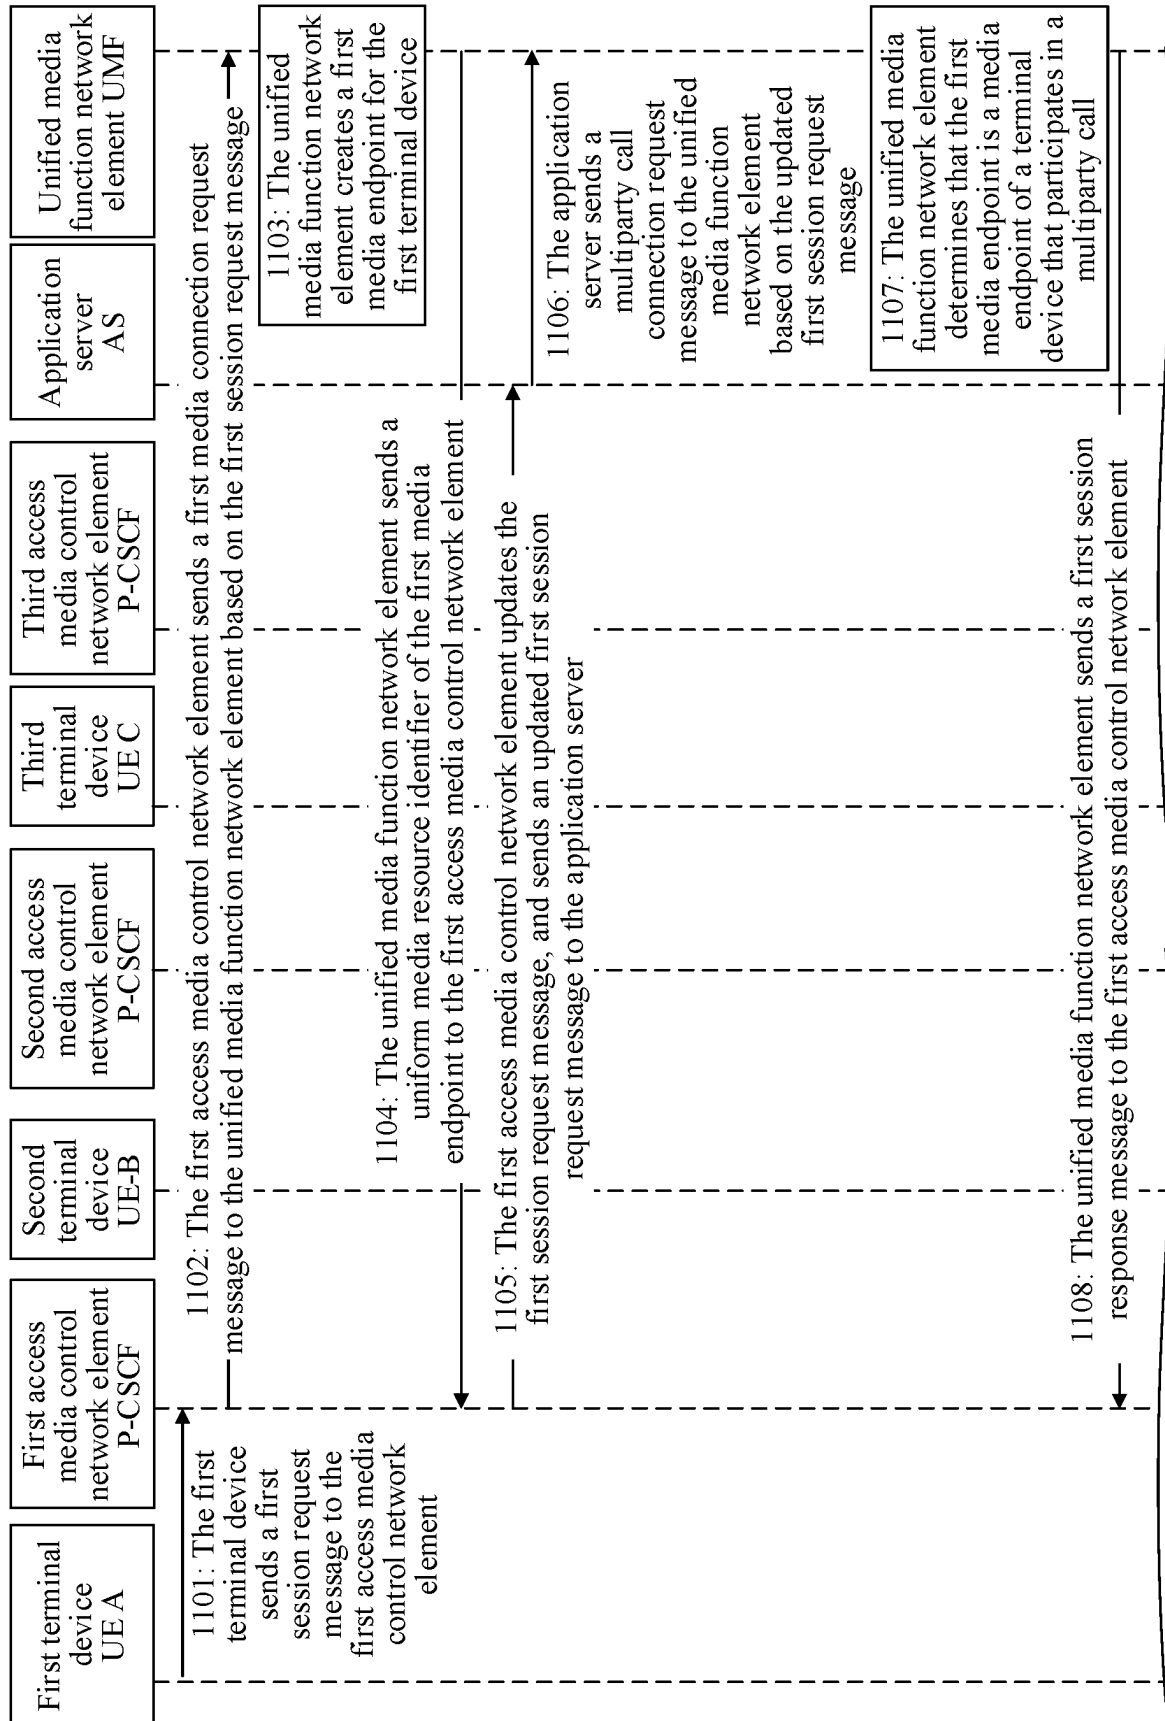 First terminal
device
UE A
First access
media control
network element
P-CSCF
Second
terminal
device
UE-B
Second access
media control
network element
P-CSCF
Third
terminal
device
UE C
Third access
media control
network element
P-CSCF
Application
server
AS
Unified media
function network
element UMF
1101: The first
terminal device
sends a first
session request
message to the
first access media
control network
element
1102: The first access media control network element sends a first media connection request
message to the unified media function network element based on the first session request message
1103: The unified
media function network
element creates a first
media endpoint for the
first terminal device
1104: The unified media function network element sends a
uniform media resource identifier of the first media
endpoint to the first access media control network element
1105: The first access media control network element updates the
first session request message, and sends an updated first session
request message to the application server
1106: The application
server sends a
multiparty call
connection request
message to the unified
media function
network element
based on the updated
first session request
message
1107: The unified media
function network element
determines that the first
media endpoint is a media
endpoint of a terminal
device that participates in a
multiparty call
1108: The unified media function network element sends a first session
response message to the first access media control network element